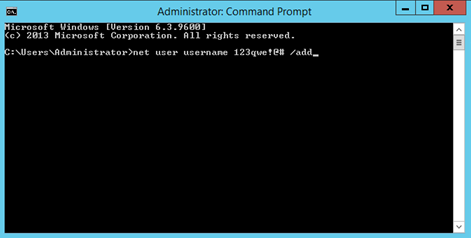 Administrator: Command Prompt
Microsoft Windows [Version 6.3.9600]
(c) 2013 Microsoft Corporation. All rights reserved.
C:\Users\Administrator>net user username 123qwe!@# /add_